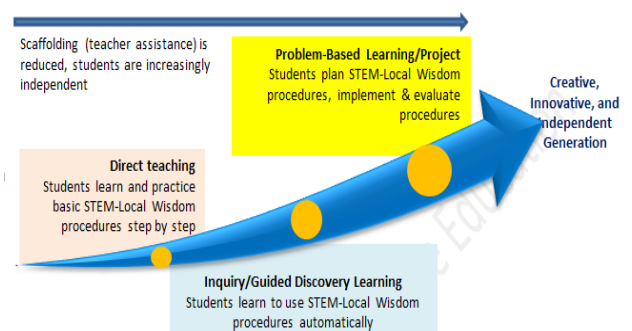 Scaffolding (teacher assistance) is
reduced, students are increasingly
independent
Problem-Based Learning/Project
Students plan STEM-Local Wisdom
procedures, implement & evaluate
procedures
Creative,
Innovative, and
Independent
Generation
Direct teaching
Students learn and practice
basic STEM-Local Wisdom
procedures step by step
Inquiry/Guided Discovery Learning
Students learn to use STEM-Local Wisdom
procedures automatically